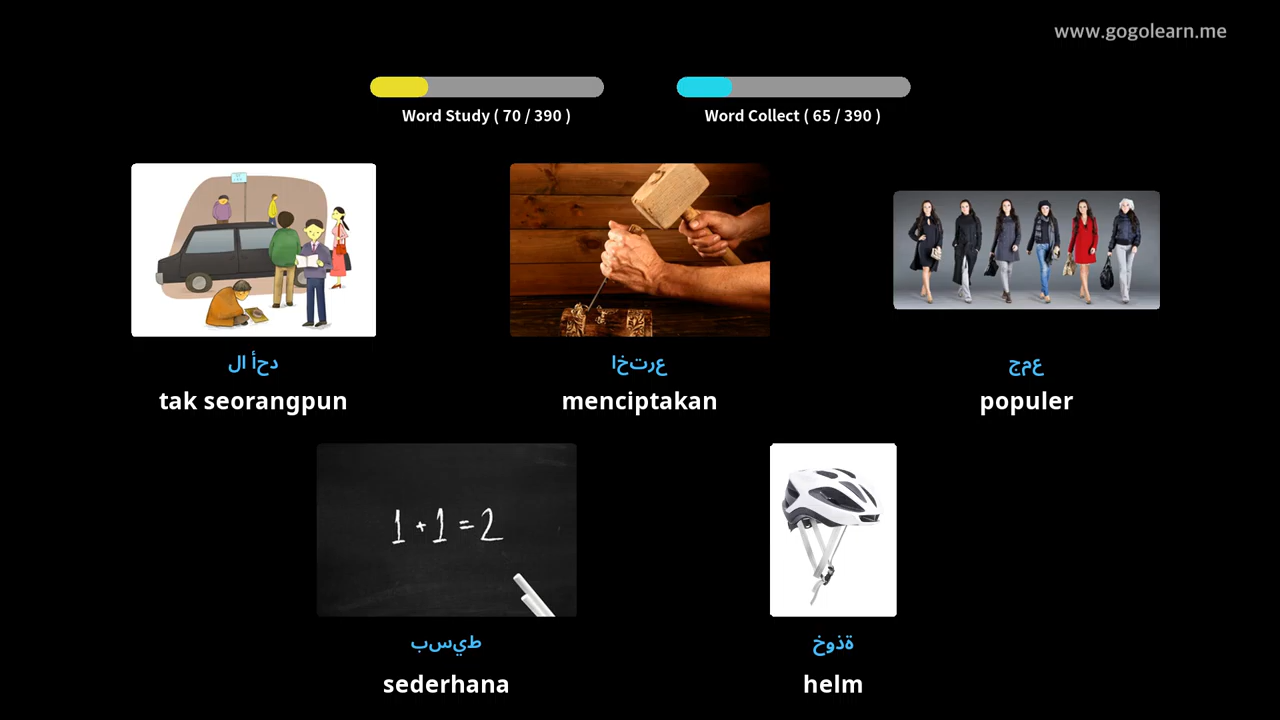 www.gogolearn.me
Word Study ( 70 / 390 )
Word Collect ( 65 / 390 )
دحأ ال
عرتخا
عمج
tak seorangpun
menciptakan
populer
1 + 1 = 2
طيسب
ةذوخ
sederhana
helm